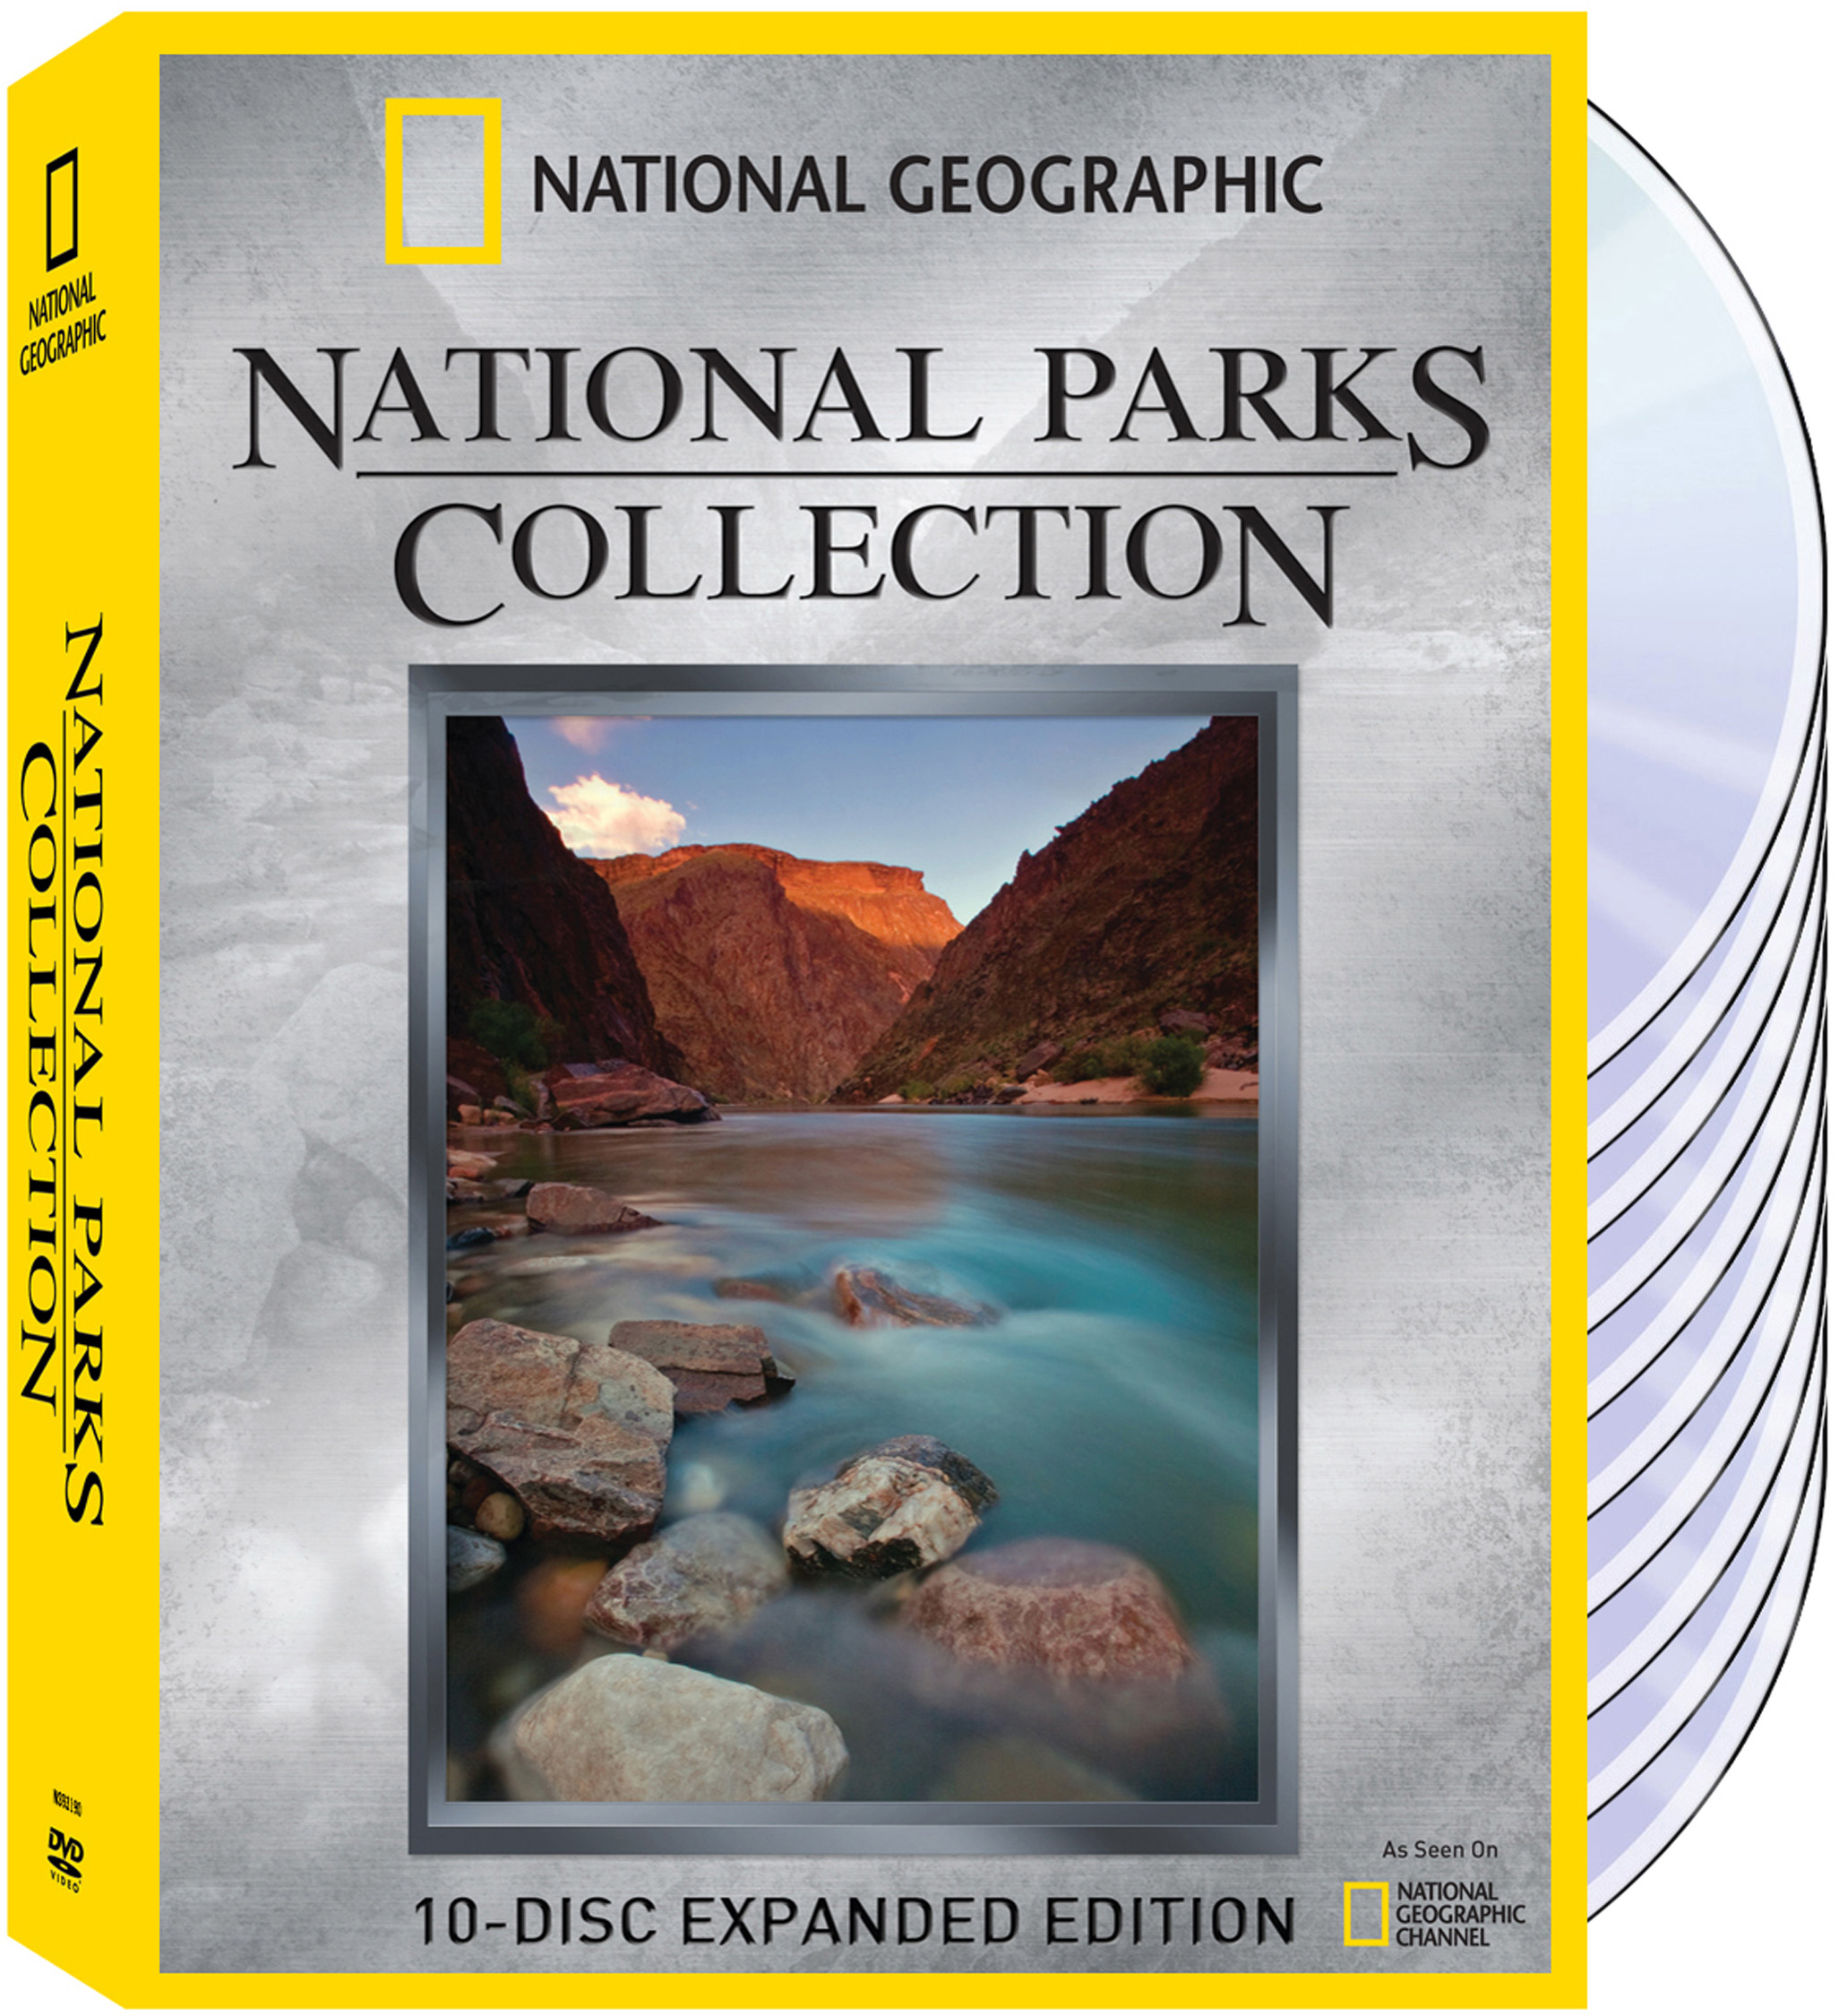 NATIONAL GEOGRAPHIC
NATIONAL PARKS
COLLECTION
10-DISC EXPANDED EDITION
As Seen On
NATIONAL
GEOGRAPHIC
CHANNEL
NATIONAL
GEOGRAPHIC
NATIONAL PARKS
COLLECTION
N393190
DVD
VIDEO